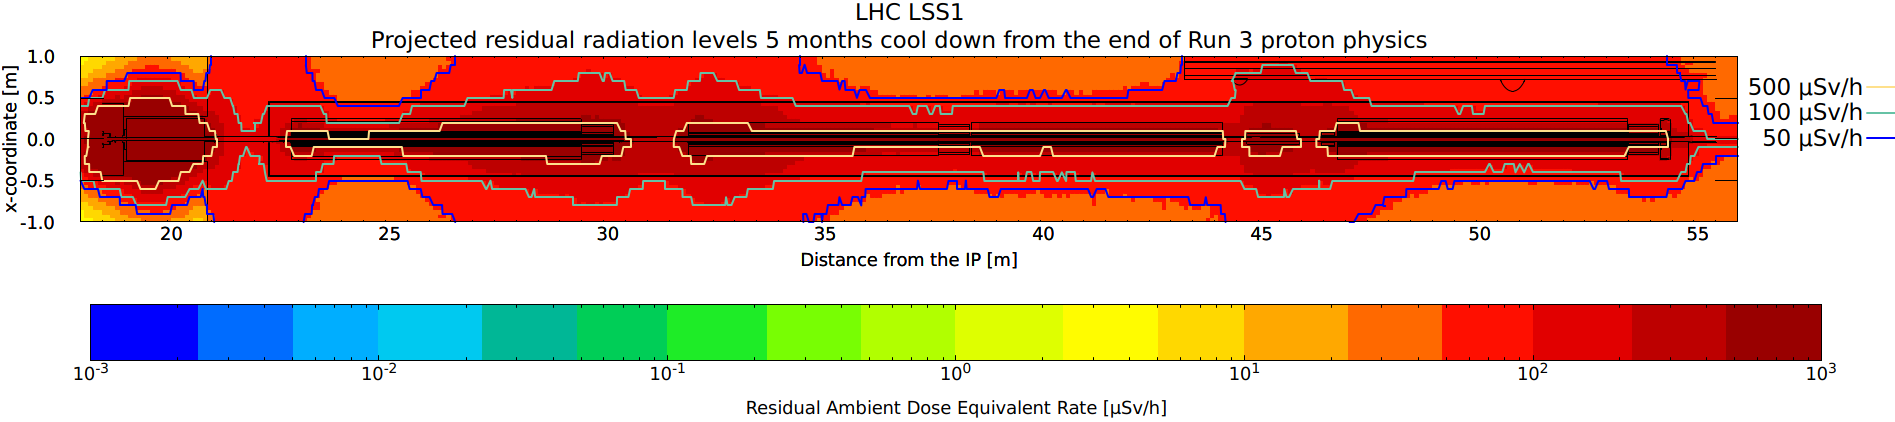 LHC LSS1
Projected residual radiation levels 5 months cool down from the end of Run 3 proton physics
x-coordinate [m]
1.0
0.5
0.0
-0.5
-1.0
500 µSv/h
100 µSv/h
50 µSv/h
20 25 30 35 40 45 50 55
Distance from the IP [m]
10⁻³ 10⁻² 10⁻¹ 10⁰ 10¹ 10² 10³
Residual Ambient Dose Equivalent Rate [µSv/h]